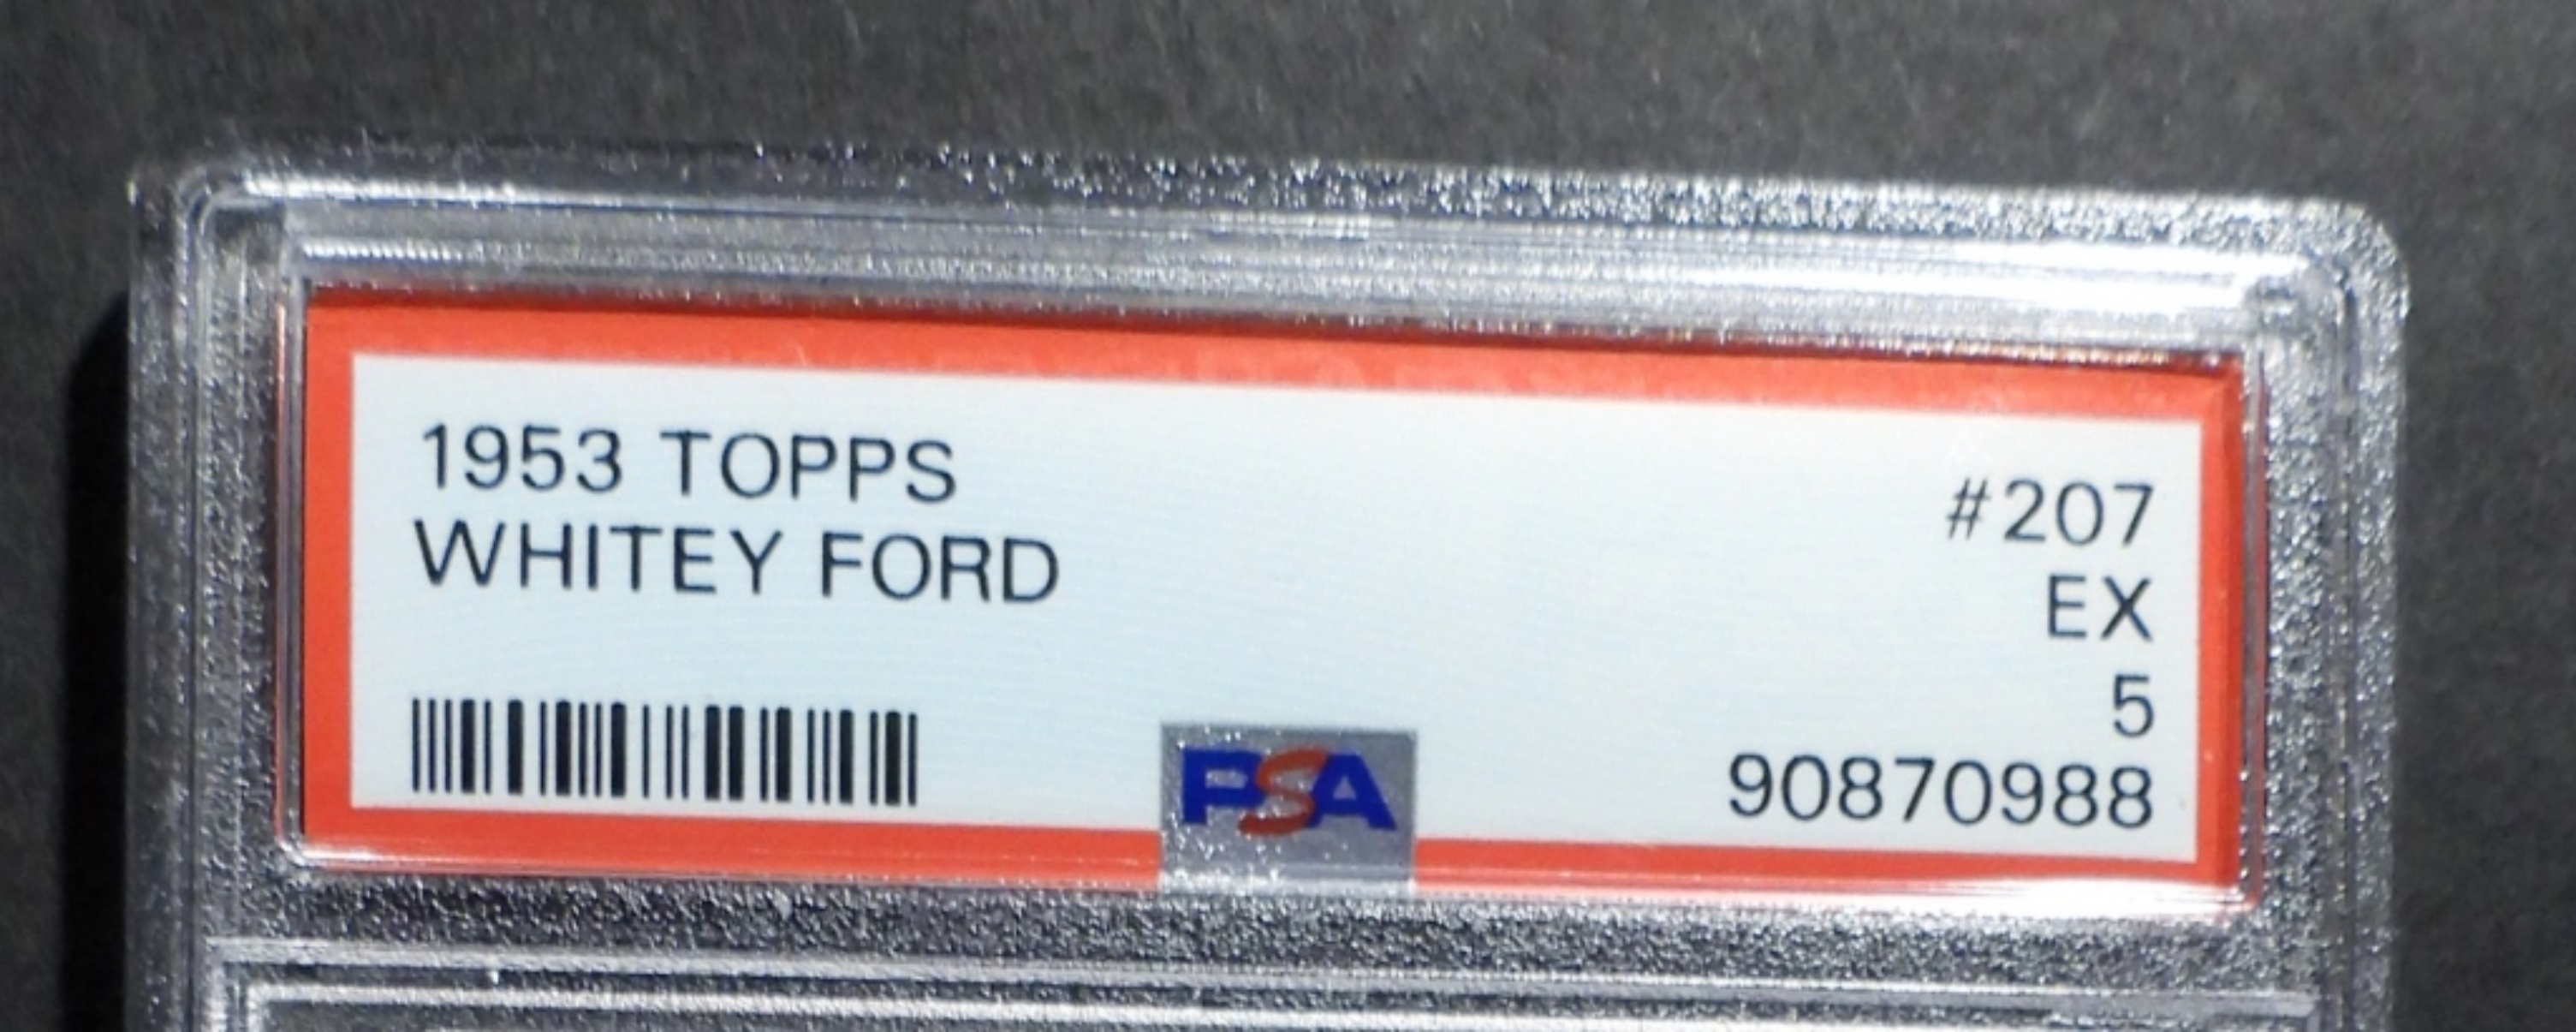 1953 TOPPS
WHITEY FORD
#207
EX
5
90870988
PSA